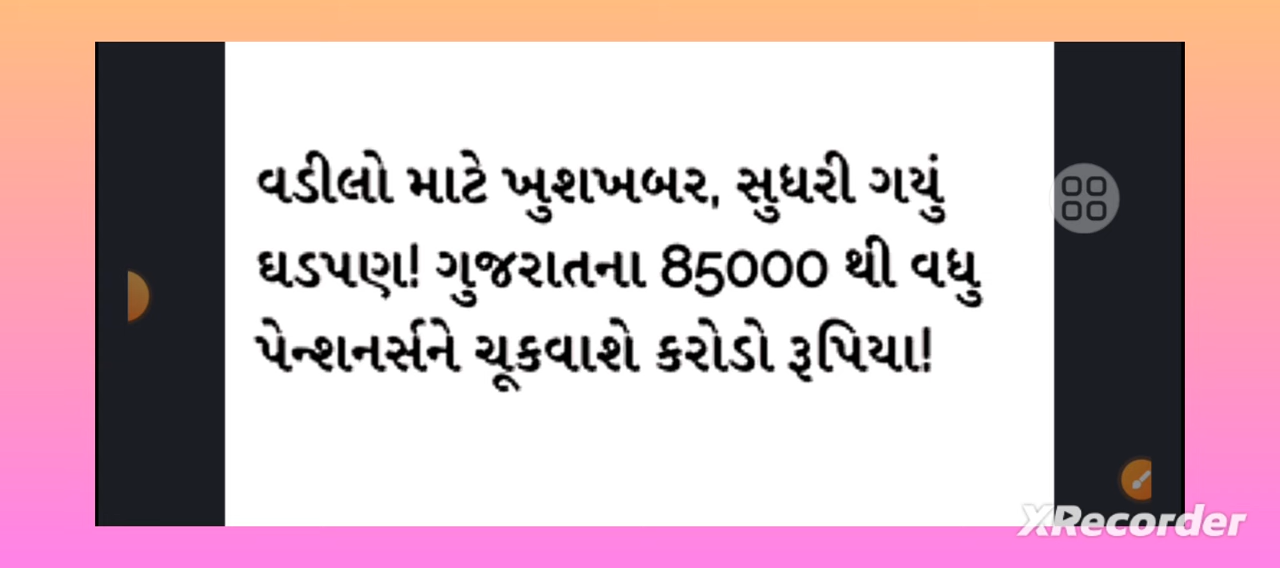 વડીલો માટે ખુશખબર, સુધરી ગયું
ઘડપણ! ગુજરાતના 85000 થી વધુ
પેન્શનર્સને ચૂકવાશે કરોડો રૂપિયા!
XRecorder